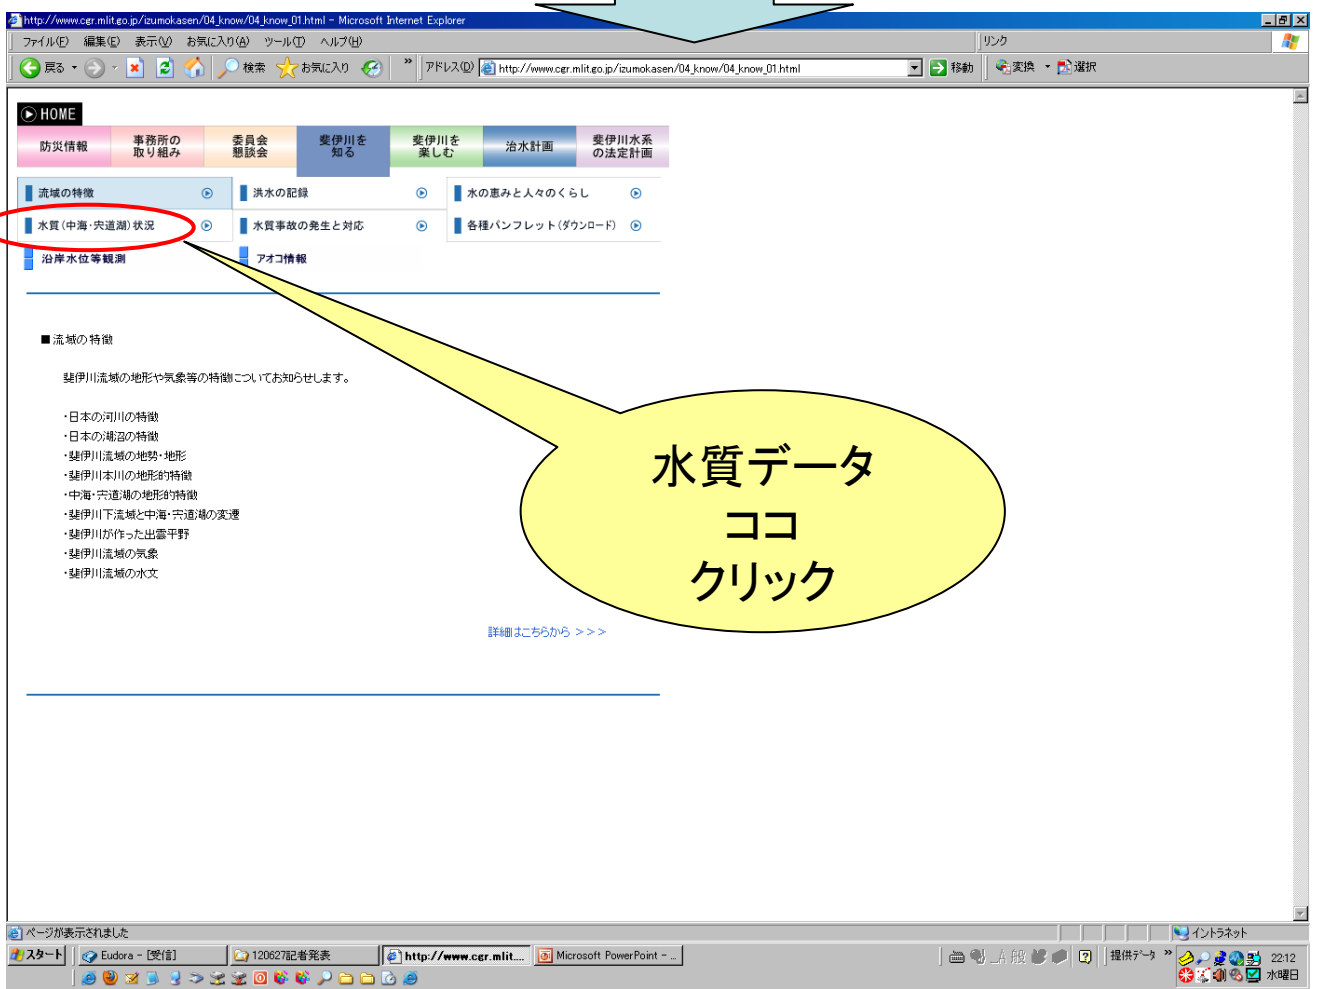 http://www.cgr.mlit.go.jp/izumokasen/04_know/04_know_01.html - Microsoft Internet Explorer
ファイル(F) 編集(E) 表示(V) お気に入り(A) ツール(T) ヘルプ(H)
リンク
戻る 検索 お気に入り » アドレス(D) http://www.cgr.mlit.go.jp/izumokasen/04_know/04_know_01.html 移動 変換 選択
HOME
防災情報 事務所の取り組み 委員会懇談会 斐伊川を知る 斐伊川を楽しむ 治水計画 斐伊川水系の法定計画
流域の特徴 洪水の記録 水の恵みと人々のくらし
水質(中海・宍道湖)状況 水質事故の発生と対応 各種パンフレット(ダウンロード)
沿岸水位等観測 アオコ情報
■流域の特徴
斐伊川流域の地形や気象等の特徴についてお知らせします。
・日本の河川の特徴
・日本の湖沼の特徴
・斐伊川流域の地勢・地形
・斐伊川本川の地形的特徴
・中海・宍道湖の地形的特徴
・斐伊川下流域と中海・宍道湖の変遷
・斐伊川が作った出雲平野
・斐伊川流域の気象
・斐伊川流域の水文
水質データ
ココ
クリック
詳細はこちらから >>>
ページが表示されました
イントラネット
スタート Eudora - [受信] 120627記者発表 http://www.cgr.mlit.... Microsoft PowerPoint - ...
A 般 提供データ » 22:12
水曜日